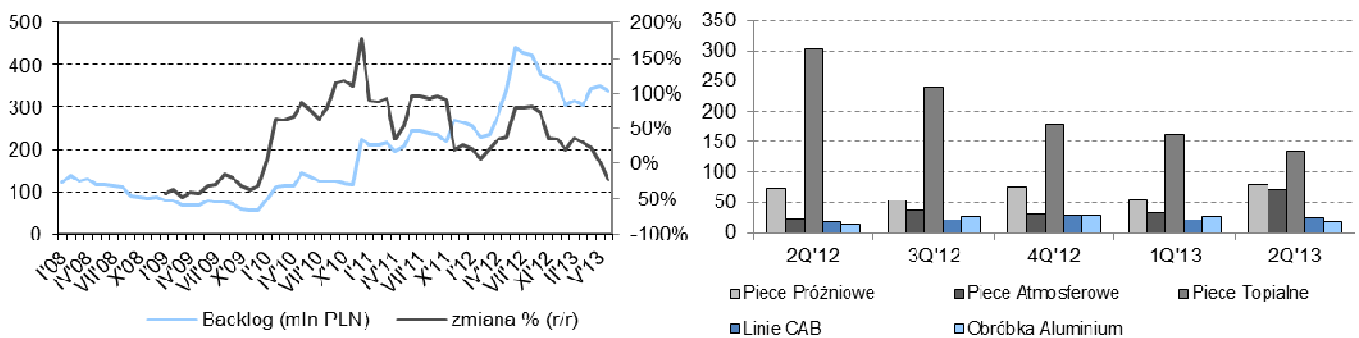 500
400
300
200
100
0
200%
150%
100%
50%
0%
-50%
-100%
I'08
IV'08
VII'08
X'08
I'09
IV'09
VII'09
X'09
I'10
IV'10
VII'10
X'10
I'11
IV'11
VII'11
X'11
I'12
IV'12
VII'12
XI'12
II'13
V'13
Backlog (mln PLN) zmiana % (r/r)
350
300
250
200
150
100
50
0
2Q'12 3Q'12 4Q'12 1Q'13 2Q'13
Piece Próżniowe Piece Atmosferowe Piece Topialne
Linie CAB Obróbka Aluminium